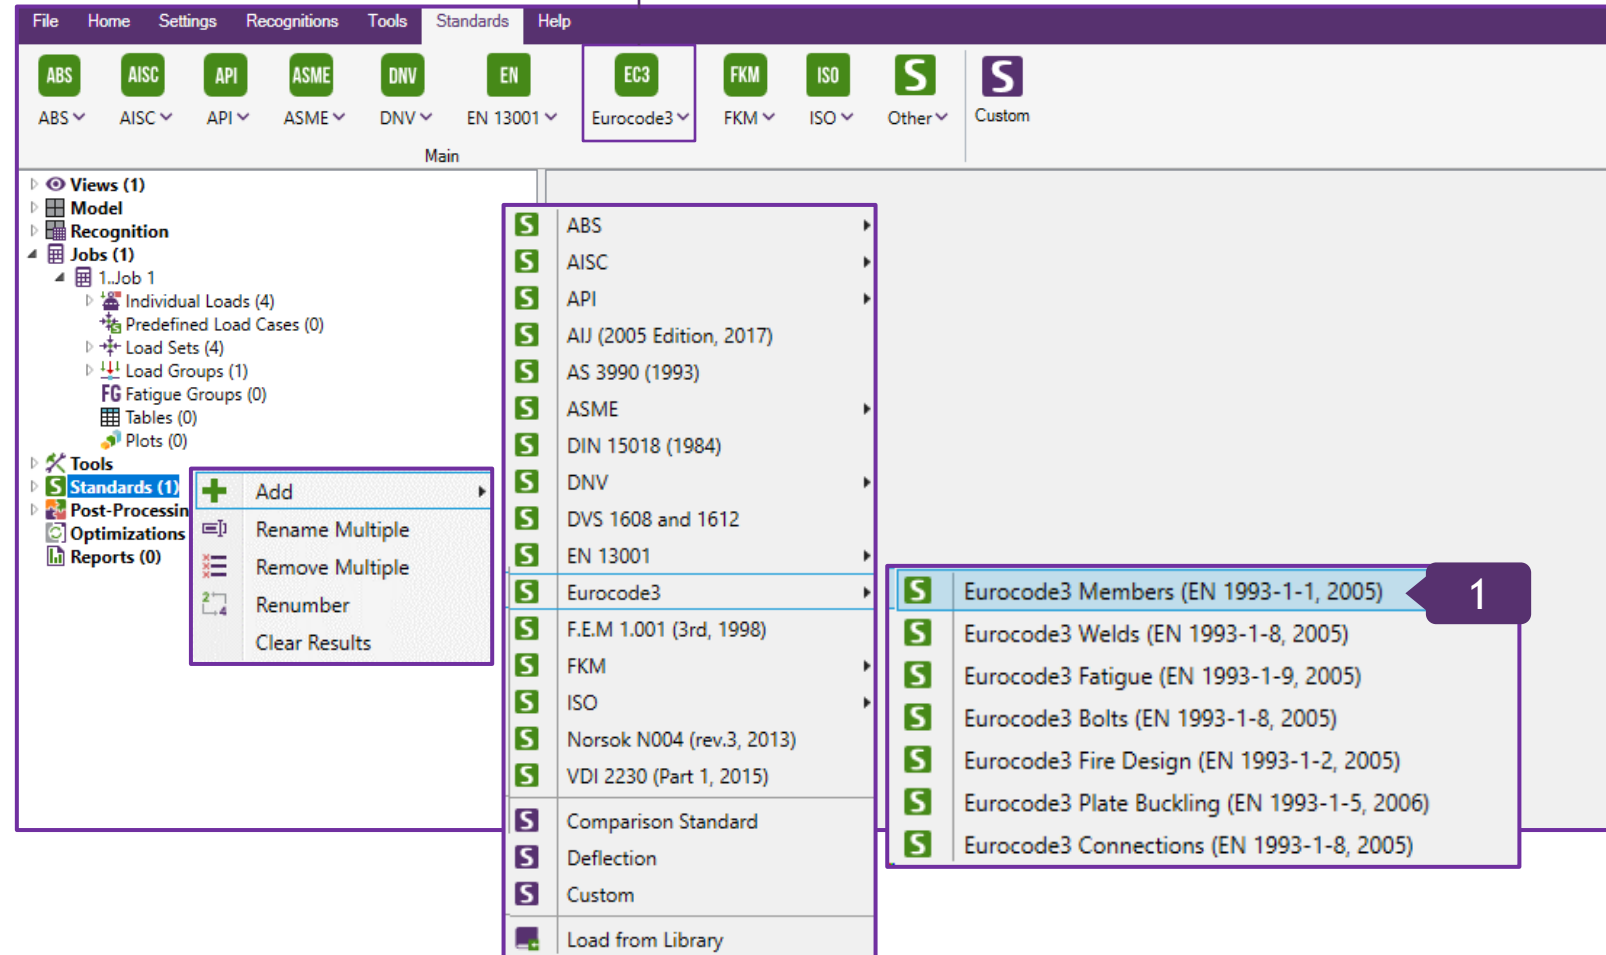 File Home Settings Recognitions Tools Standards Help
ABS AISC API ASME DNV EN EC3 FKM ISO S S
ABS AISC API ASME DNV EN 13001 Eurocode3 FKM ISO Other Custom
Main
Views (1)
Model
Recognition
Jobs (1)
1..Job 1
Individual Loads (4)
Predefined Load Cases (0)
Load Sets (4)
Load Groups (1)
FG Fatigue Groups (0)
Tables (0)
Plots (0)
Tools
S Standards (1)
Post-Processin
Optimizations
Reports (0)
Add
Rename Multiple
Remove Multiple
Renumber
Clear Results
S ABS
S AISC
S API
S AIJ (2005 Edition, 2017)
S AS 3990 (1993)
S ASME
S DIN 15018 (1984)
S DNV
S DVS 1608 and 1612
S EN 13001
S Eurocode3
S F.E.M 1.001 (3rd, 1998)
S FKM
S ISO
S Norsok N004 (rev.3, 2013)
S VDI 2230 (Part 1, 2015)
S Comparison Standard
S Deflection
S Custom
Load from Library
S Eurocode3 Members (EN 1993-1-1, 2005) 1
S Eurocode3 Welds (EN 1993-1-8, 2005)
S Eurocode3 Fatigue (EN 1993-1-9, 2005)
S Eurocode3 Bolts (EN 1993-1-8, 2005)
S Eurocode3 Fire Design (EN 1993-1-2, 2005)
S Eurocode3 Plate Buckling (EN 1993-1-5, 2006)
S Eurocode3 Connections (EN 1993-1-8, 2005)